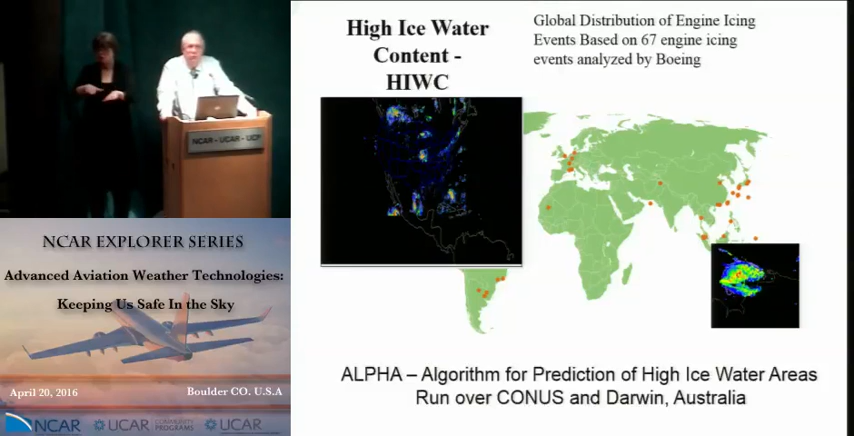 High Ice Water
Content -
HIWC
Global Distribution of Engine Icing
Events Based on 67 engine icing
events analyzed by Boeing
NCAR - UCAR - UCP
NCAR EXPLORER SERIES
Advanced Aviation Weather Technologies:
Keeping Us Safe In the Sky
April 20, 2016
Boulder CO. U.S.A
NCAR
UCAR
COMMUNITY
PROGRAMS
UCAR
ALPHA – Algorithm for Prediction of High Ice Water Areas
Run over CONUS and Darwin, Australia